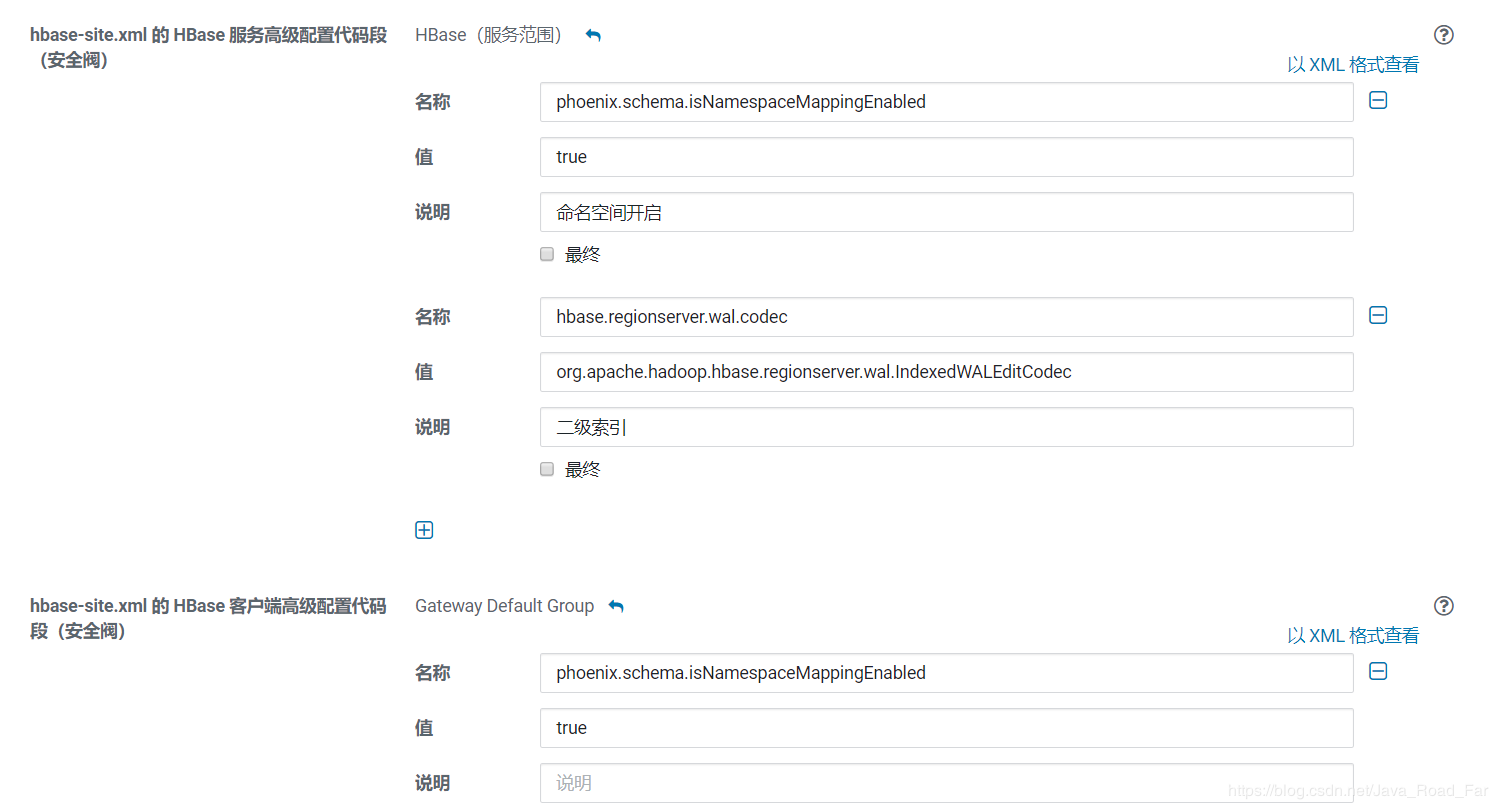 hbase-site.xml 的 HBase 服务高级配置代码段
（安全阀）
HBase（服务范围）
以 XML 格式查看
名称
phoenix.schema.isNamespaceMappingEnabled
值
true
说明
命名空间开启
最终
名称
hbase.regionserver.wal.codec
值
org.apache.hadoop.hbase.regionserver.wal.IndexedWALEditCodec
说明
二级索引
最终
hbase-site.xml 的 HBase 客户端高级配置代码
段（安全阀）
Gateway Default Group
以 XML 格式查看
名称
phoenix.schema.isNamespaceMappingEnabled
值
true
说明
说明
https://blog.csdn.net/Java_Road_Far